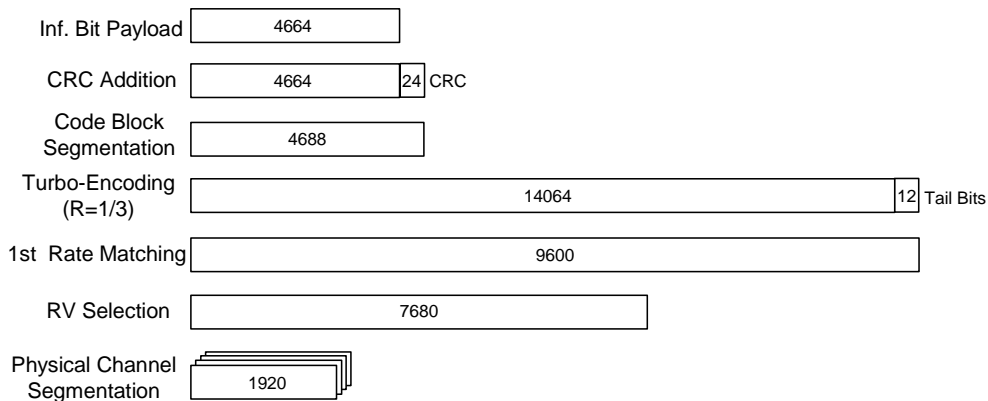 Inf. Bit Payload 4664
CRC Addition 4664 24 CRC
Code Block
Segmentation 4688
Turbo-Encoding
(R=1/3) 14064 12 Tail Bits
1st Rate Matching 9600
RV Selection 7680
Physical Channel
Segmentation 1920